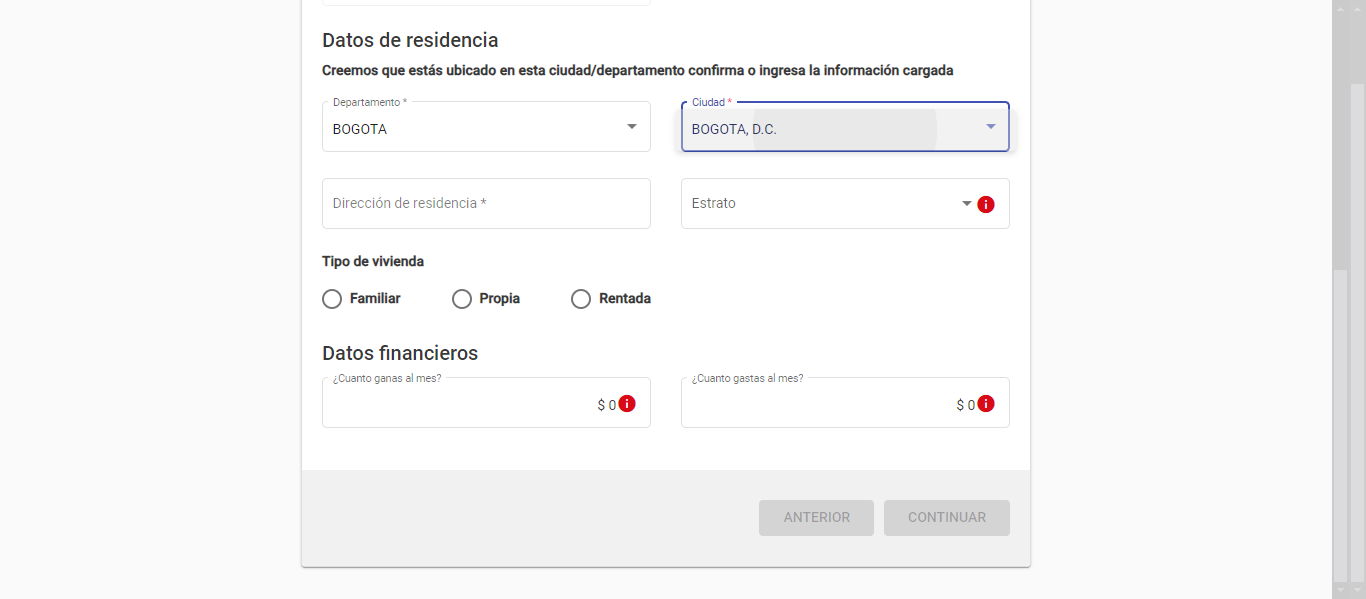 Datos de residencia
Creemos que estás ubicado en esta ciudad/departamento confirma o ingresa la información cargada
Departamento *
BOGOTA
Ciudad *
BOGOTA, D.C.
Dirección de residencia *
Estrato
Tipo de vivienda
Familiar
Propia
Rentada
Datos financieros
¿Cuanto ganas al mes?
$ 0
¿Cuanto gastas al mes?
$ 0
ANTERIOR
CONTINUAR